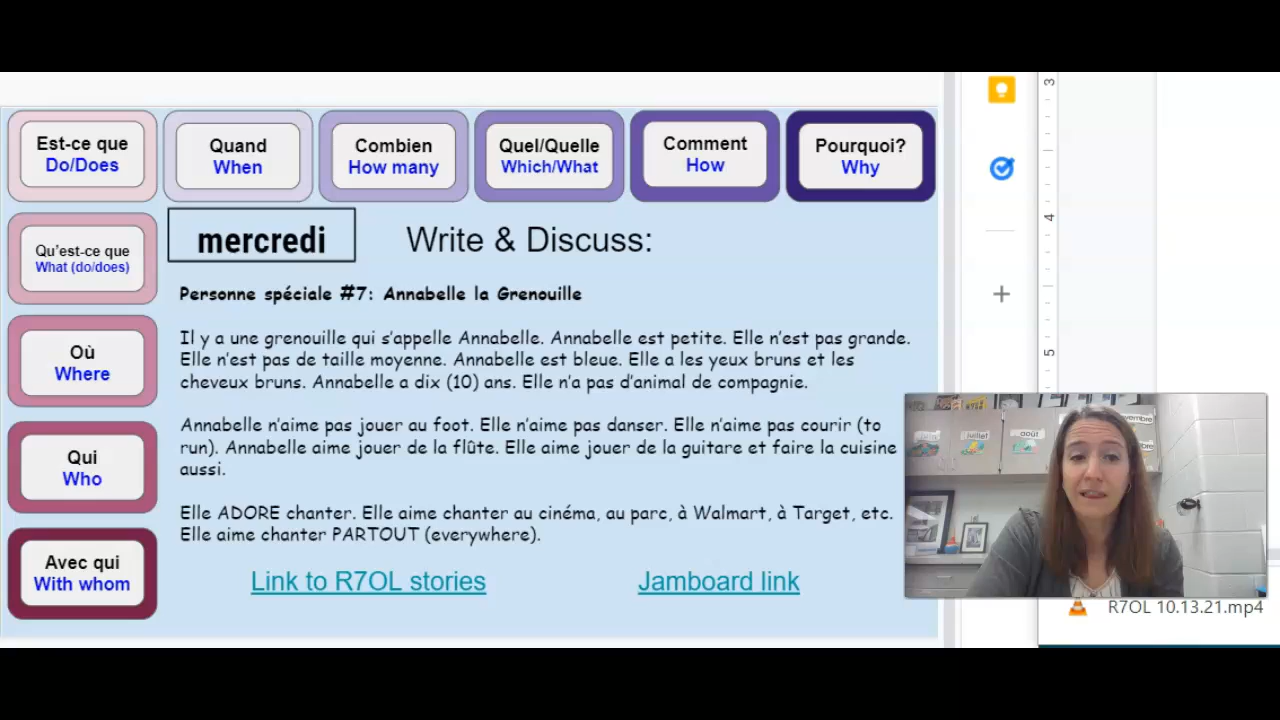 Est-ce que
Do/Does
Quand
When
Combien
How many
Quel/Quelle
Which/What
Comment
How
Pourquoi?
Why
Qu'est-ce que
What (do/does)
Où
Where
Qui
Who
Avec qui
With whom
mercredi
Write & Discuss:
Personne spéciale #7: Annabelle la Grenouille
Il y a une grenouille qui s'appelle Annabelle. Annabelle est petite. Elle n'est pas grande.
Elle n'est pas de taille moyenne. Annabelle est bleue. Elle a les yeux bruns et les
cheveux bruns. Annabelle a dix (10) ans. Elle n'a pas d'animal de compagnie.
Annabelle n'aime pas jouer au foot. Elle n'aime pas danser. Elle n'aime pas courir (to
run). Annabelle aime jouer de la flûte. Elle aime jouer de la guitare et faire la cuisine
aussi.
Elle ADORE chanter. Elle aime chanter au cinéma, au parc, à Walmart, à Target, etc.
Elle aime chanter PARTOUT (everywhere).
Link to R7OL stories
Jamboard link
3
4
5
juillet
août
R7OL 10.13.21.mp4